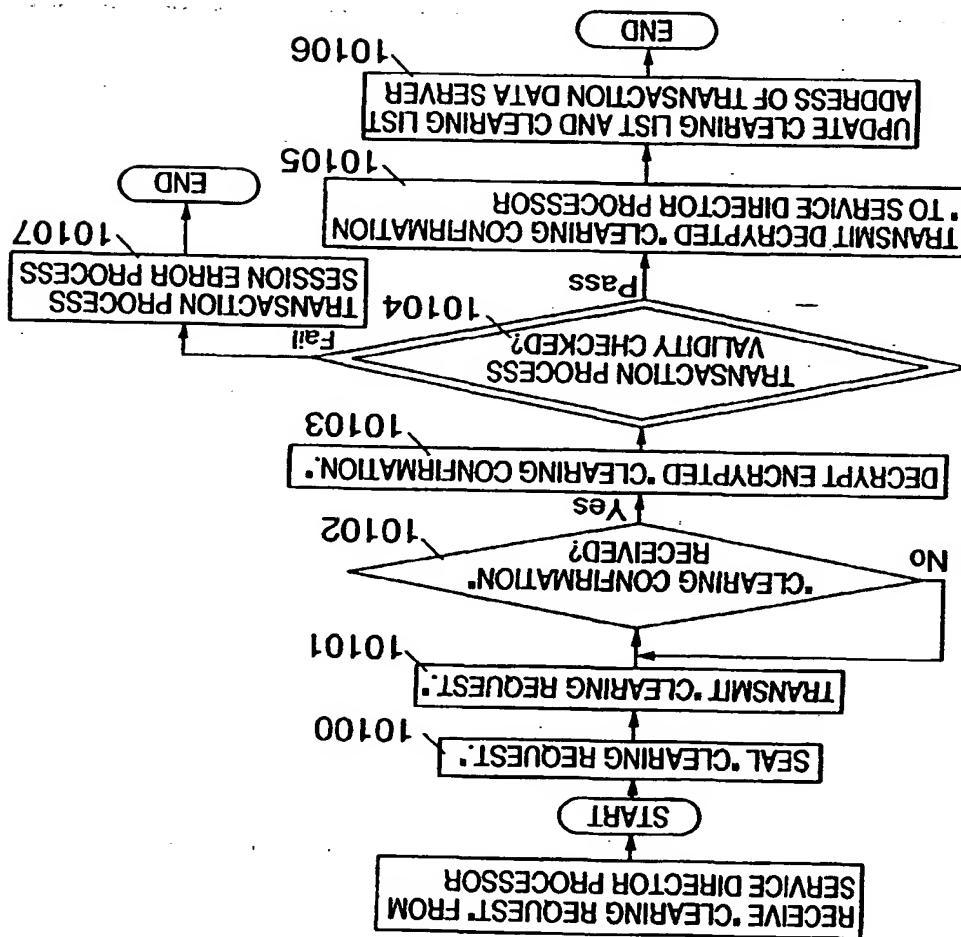 RECEIVE "CLEARING REQUEST" FROM
SERVICE DIRECTOR PROCESSOR
START
SEAL "CLEARING REQUEST."
10100
TRANSMIT "CLEARING REQUEST."
10101
"CLEARING CONFIRMATION"
RECEIVED?
10102
No
Yes
DECRYPT ENCRYPTED "CLEARING CONFIRMATION."
10103
TRANSACTION PROCESS
VALIDITY CHECKED?
10104
Fail
Pass
TRANSACTION PROCESS
SESSION ERROR PROCESS
10107
END
TRANSMIT DECRYPTED "CLEARING CONFIRMATION
" TO SERVICE DIRECTOR PROCESSOR
10105
UPDATE CLEARING LIST AND CLEARING LIST
ADDRESS OF TRANSACTION DATA SERVER
10106
END